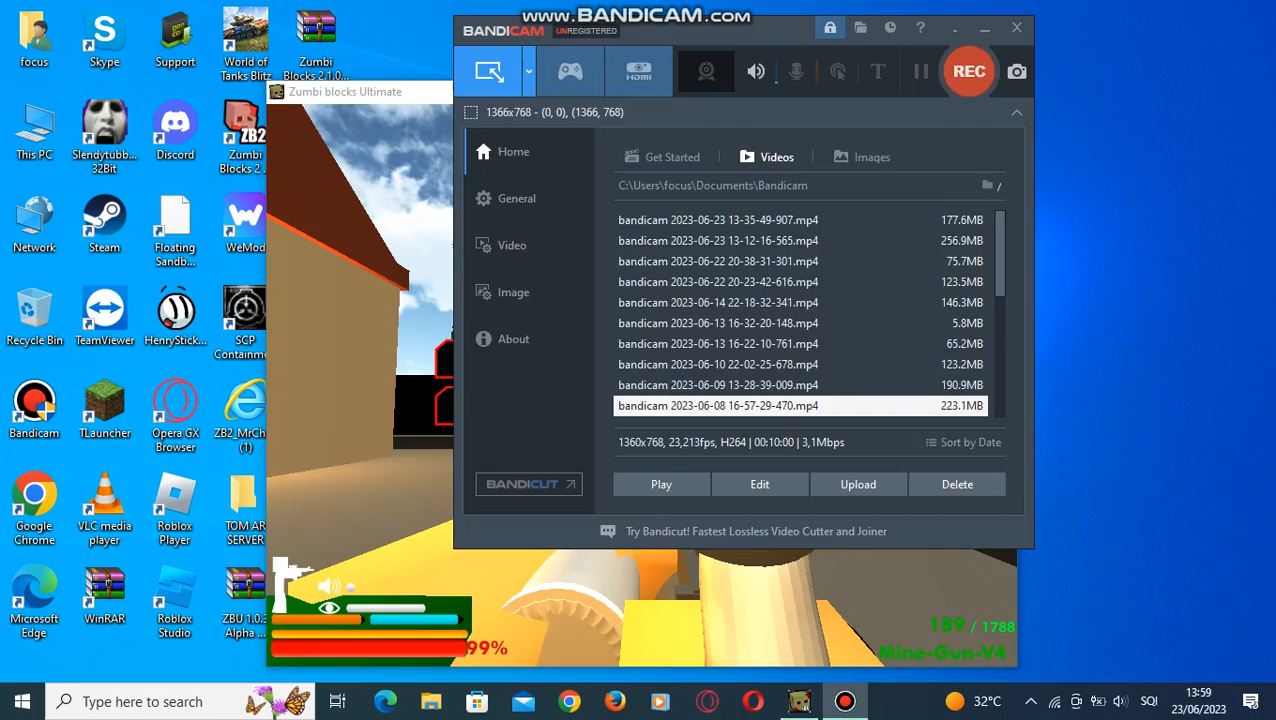 www.BANDICAM.com
BANDICAM UNREGISTERED
HDMI
REC
1366x768 - (0, 0), (1366, 768)
Home
General
Video
Image
About
BANDICUT
Get Started
Videos
Images
C:\Users\focus\Documents\Bandicam
/
bandicam 2023-06-23 13-35-49-907.mp4 177.6MB
bandicam 2023-06-23 13-12-16-565.mp4 256.9MB
bandicam 2023-06-22 20-38-31-301.mp4 75.7MB
bandicam 2023-06-22 20-23-42-616.mp4 123.5MB
bandicam 2023-06-14 22-18-32-341.mp4 146.3MB
bandicam 2023-06-13 16-32-20-148.mp4 5.8MB
bandicam 2023-06-13 16-22-10-761.mp4 65.2MB
bandicam 2023-06-10 22-02-25-678.mp4 123.2MB
bandicam 2023-06-09 13-28-39-009.mp4 190.9MB
bandicam 2023-06-08 16-57-29-470.mp4 223.1MB
1360x768, 23,213fps, H264 | 00:10:00 | 3,1Mbps
Sort by Date
Play
Edit
Upload
Delete
Try Bandicut! Fastest Lossless Video Cutter and Joiner
focus
Skype
Support
World of
Tanks Blitz
Zumbi
Blocks 2.1.0...
Zumbi blocks Ultimate
This PC
Slendytubb...
32Bit
Discord
ZB2
Zumbi
Blocks 2 ...
Network
Steam
Floating
Sandbo...
WeMod
Recycle Bin
TeamViewer
HenryStick...
SCP
Containme...
Bandicam
TLauncher
Opera GX
Browser
ZB2_MrCh...
(1)
Google
Chrome
VLC media
player
Roblox
Player
TOM AR...
SERVER
Microsoft
Edge
WinRAR
Roblox
Studio
ZBU 1.0.3
Alpha ...
99%
189 / 1788
Mine-Gun-V4
Type here to search
32°C
SQI
13:59
23/06/2023